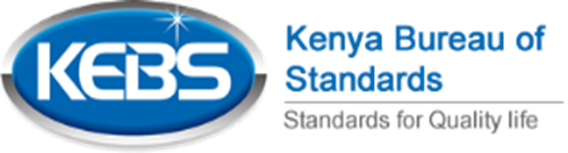 KEBS
Kenya Bureau of
Standards
Standards for Quality life